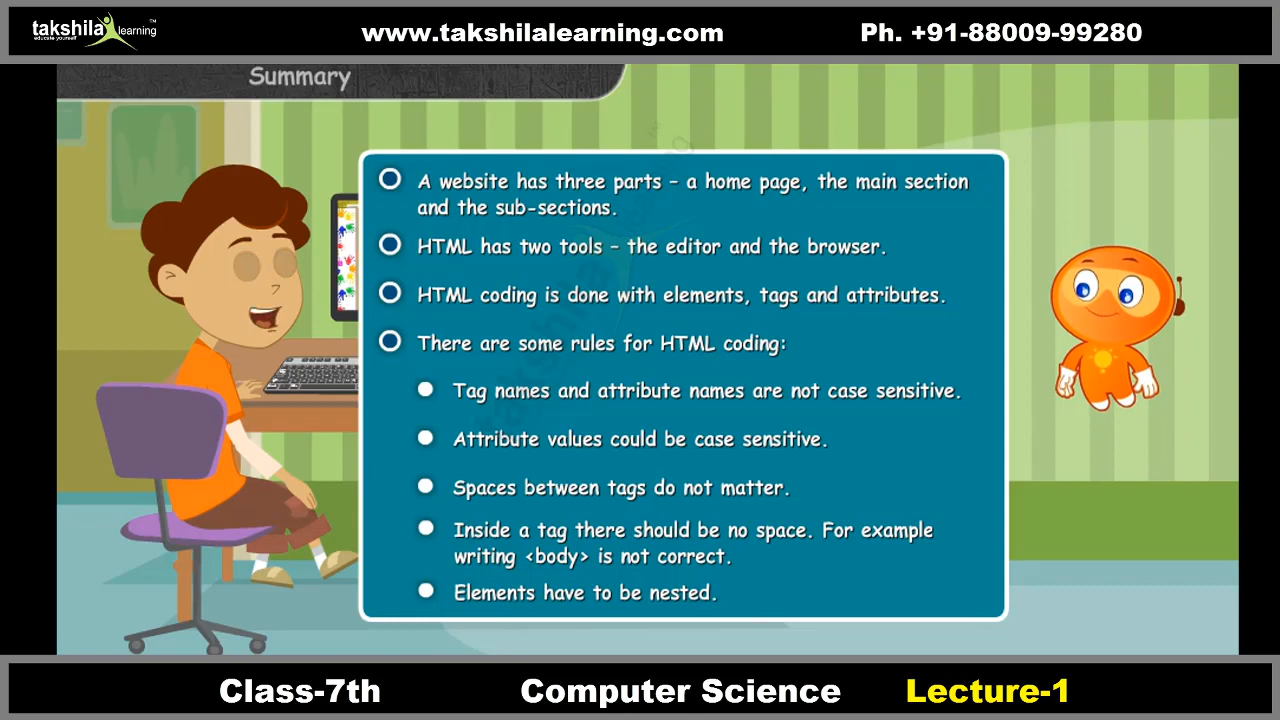 takshila learning
educate yourself
www.takshilalearning.com
Ph. +91-88009-99280
Summary
A website has three parts - a home page, the main section
and the sub-sections.
HTML has two tools - the editor and the browser.
HTML coding is done with elements, tags and attributes.
There are some rules for HTML coding:
Tag names and attribute names are not case sensitive.
Attribute values could be case sensitive.
Spaces between tags do not matter.
Inside a tag there should be no space. For example
writing <body> is not correct.
Elements have to be nested.
Class-7th
Computer Science
Lecture-1